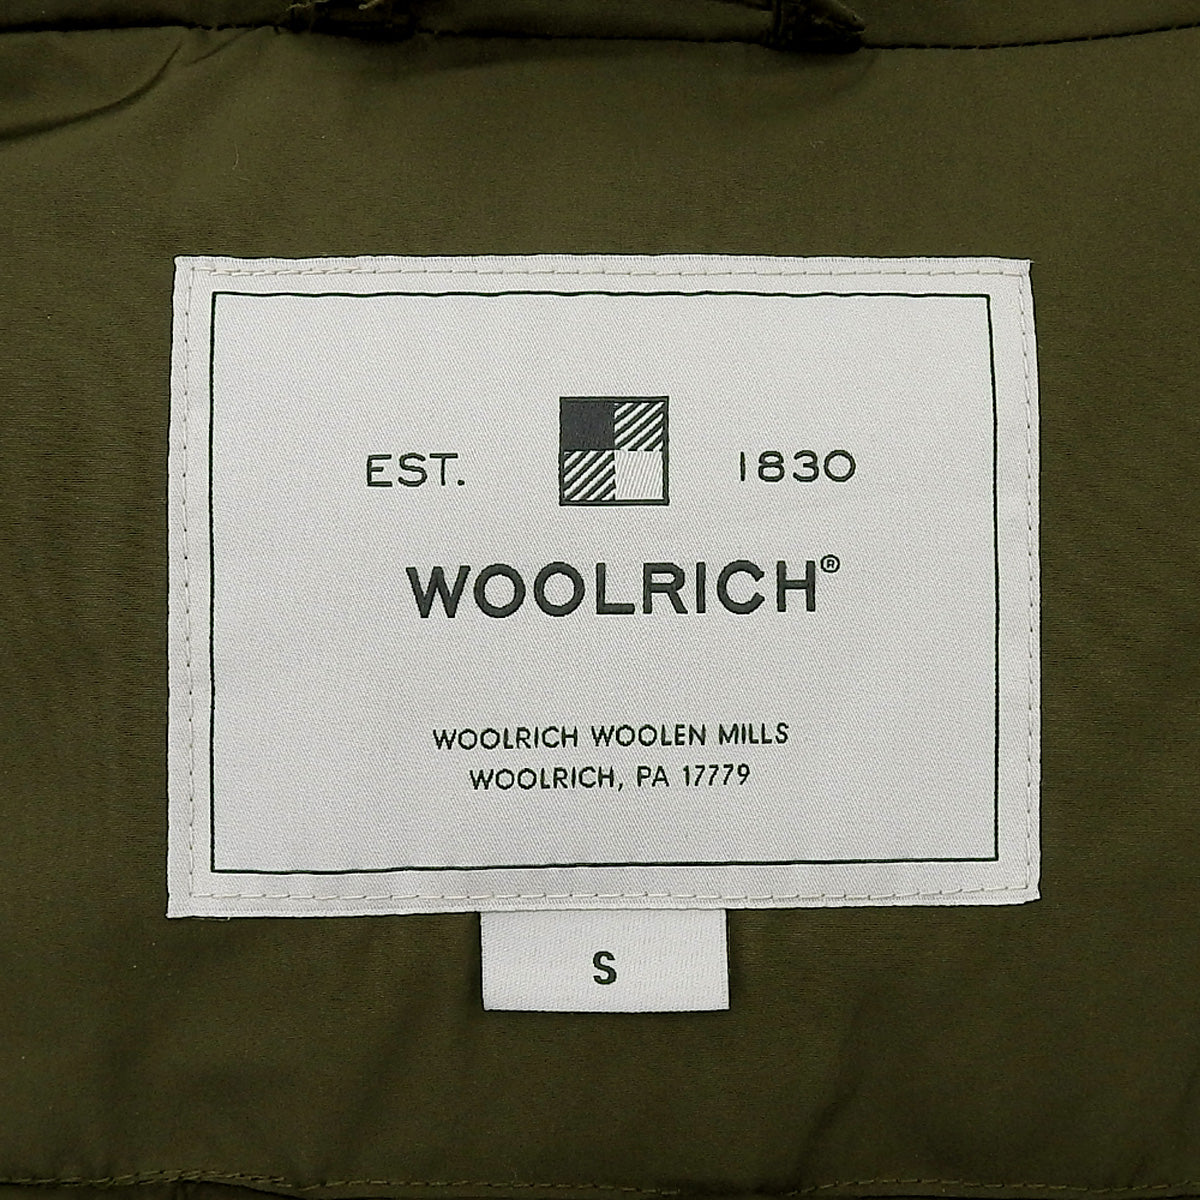 EST. 1830
WOOLRICH®
WOOLRICH WOOLEN MILLS
WOOLRICH, PA 17779
S